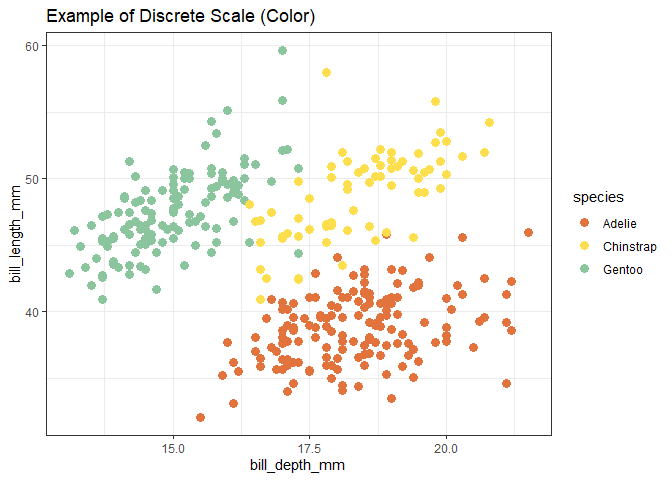 Example of Discrete Scale (Color)
60
50
40
bill_length_mm
15.0 17.5 20.0
bill_depth_mm
species
Adelie
Chinstrap
Gentoo